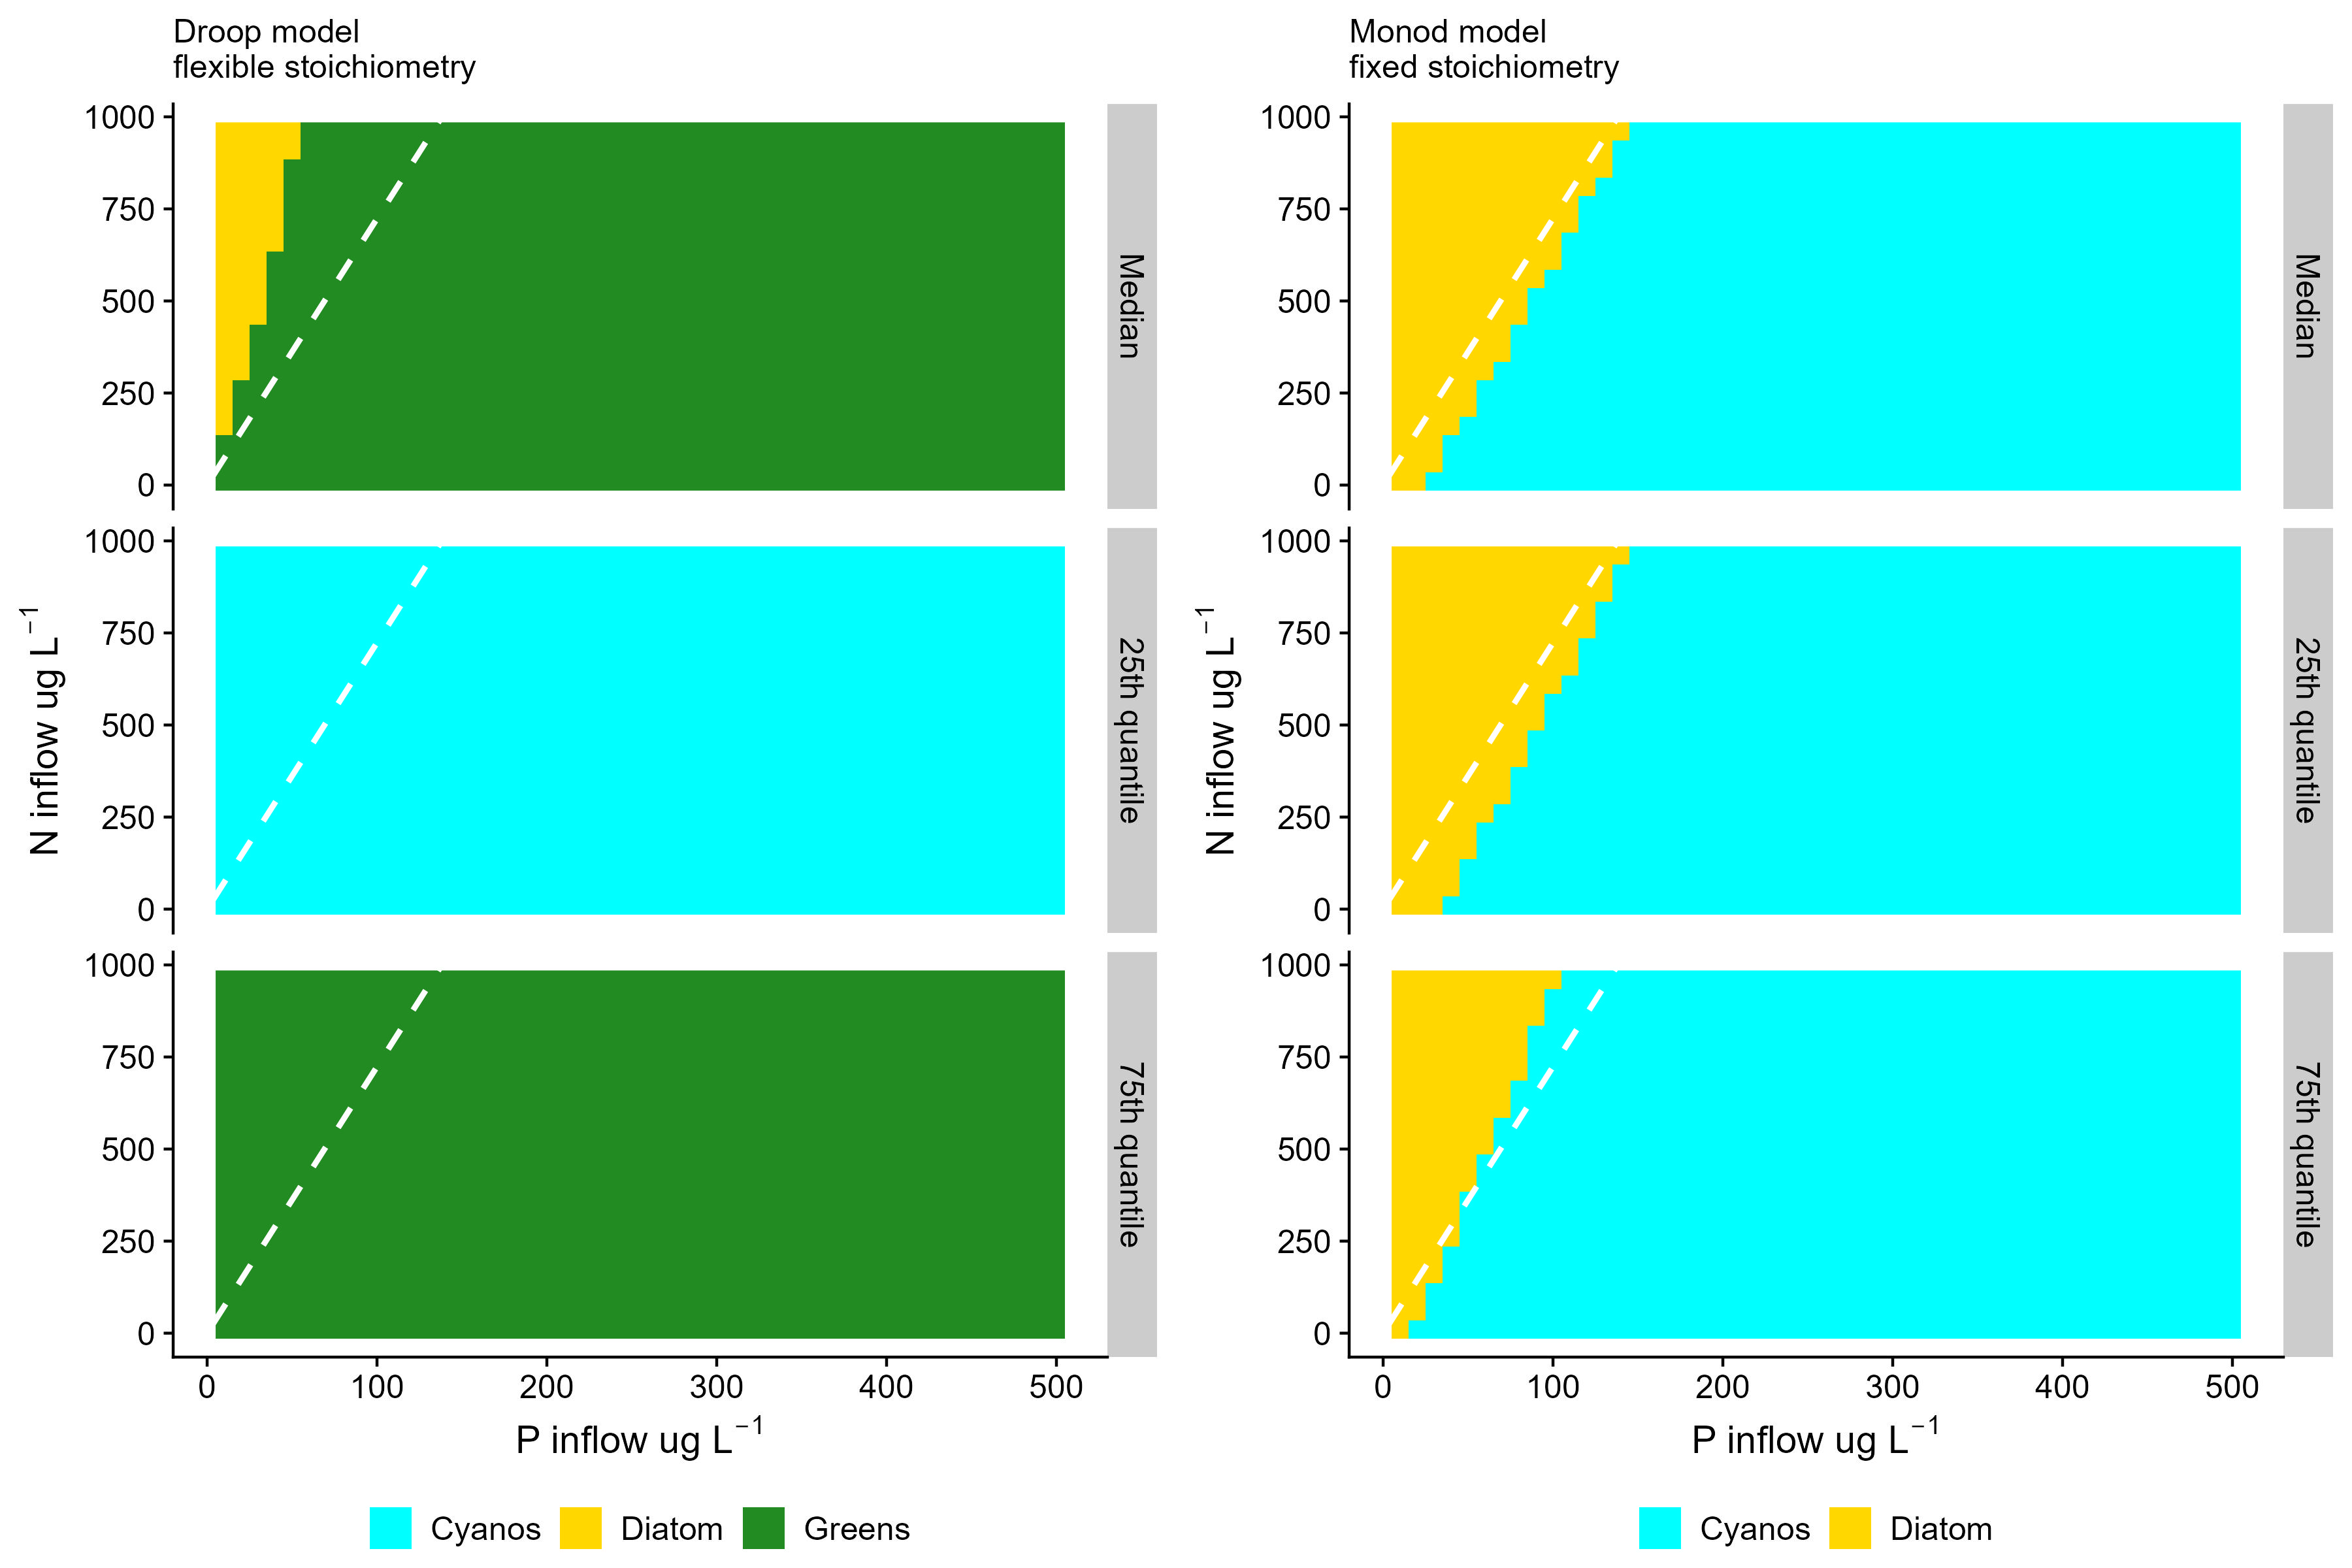 Droop model
flexible stoichiometry
N inflow ug L⁻¹
1000
750
500
250
0
Median
1000
750
500
250
0
25th quantile
1000
750
500
250
0
75th quantile
0 100 200 300 400 500
P inflow ug L⁻¹
Cyanos Diatom Greens
Monod model
fixed stoichiometry
N inflow ug L⁻¹
1000
750
500
250
0
Median
1000
750
500
250
0
25th quantile
1000
750
500
250
0
75th quantile
0 100 200 300 400 500
P inflow ug L⁻¹
Cyanos Diatom